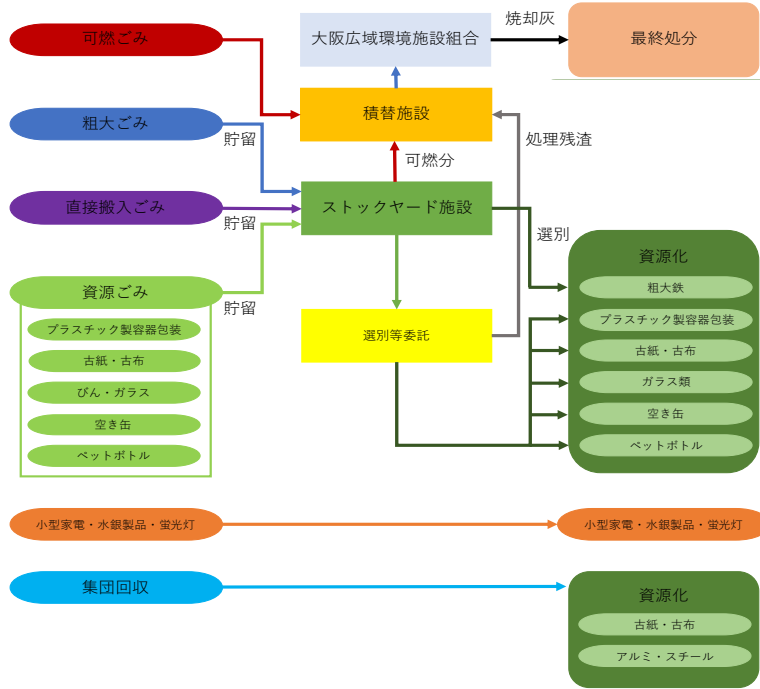 焼却灰
可燃ごみ
大阪広域環境施設組合
最終処分
積替施設
粗大ごみ
貯留
処理残渣
可燃分
直接搬入ごみ
貯留
ストックヤード施設
選別
資源化
資源ごみ
貯留
粗大鉄
プラスチック製容器包装
古紙・古布
びん・ガラス
空き缶
ペットボトル
選別等委託
プラスチック製容器包装
古紙・古布
ガラス類
空き缶
ペットボトル
小型家電・水銀製品・蛍光灯
小型家電・水銀製品・蛍光灯
集団回収
資源化
古紙・古布
アルミ・スチール